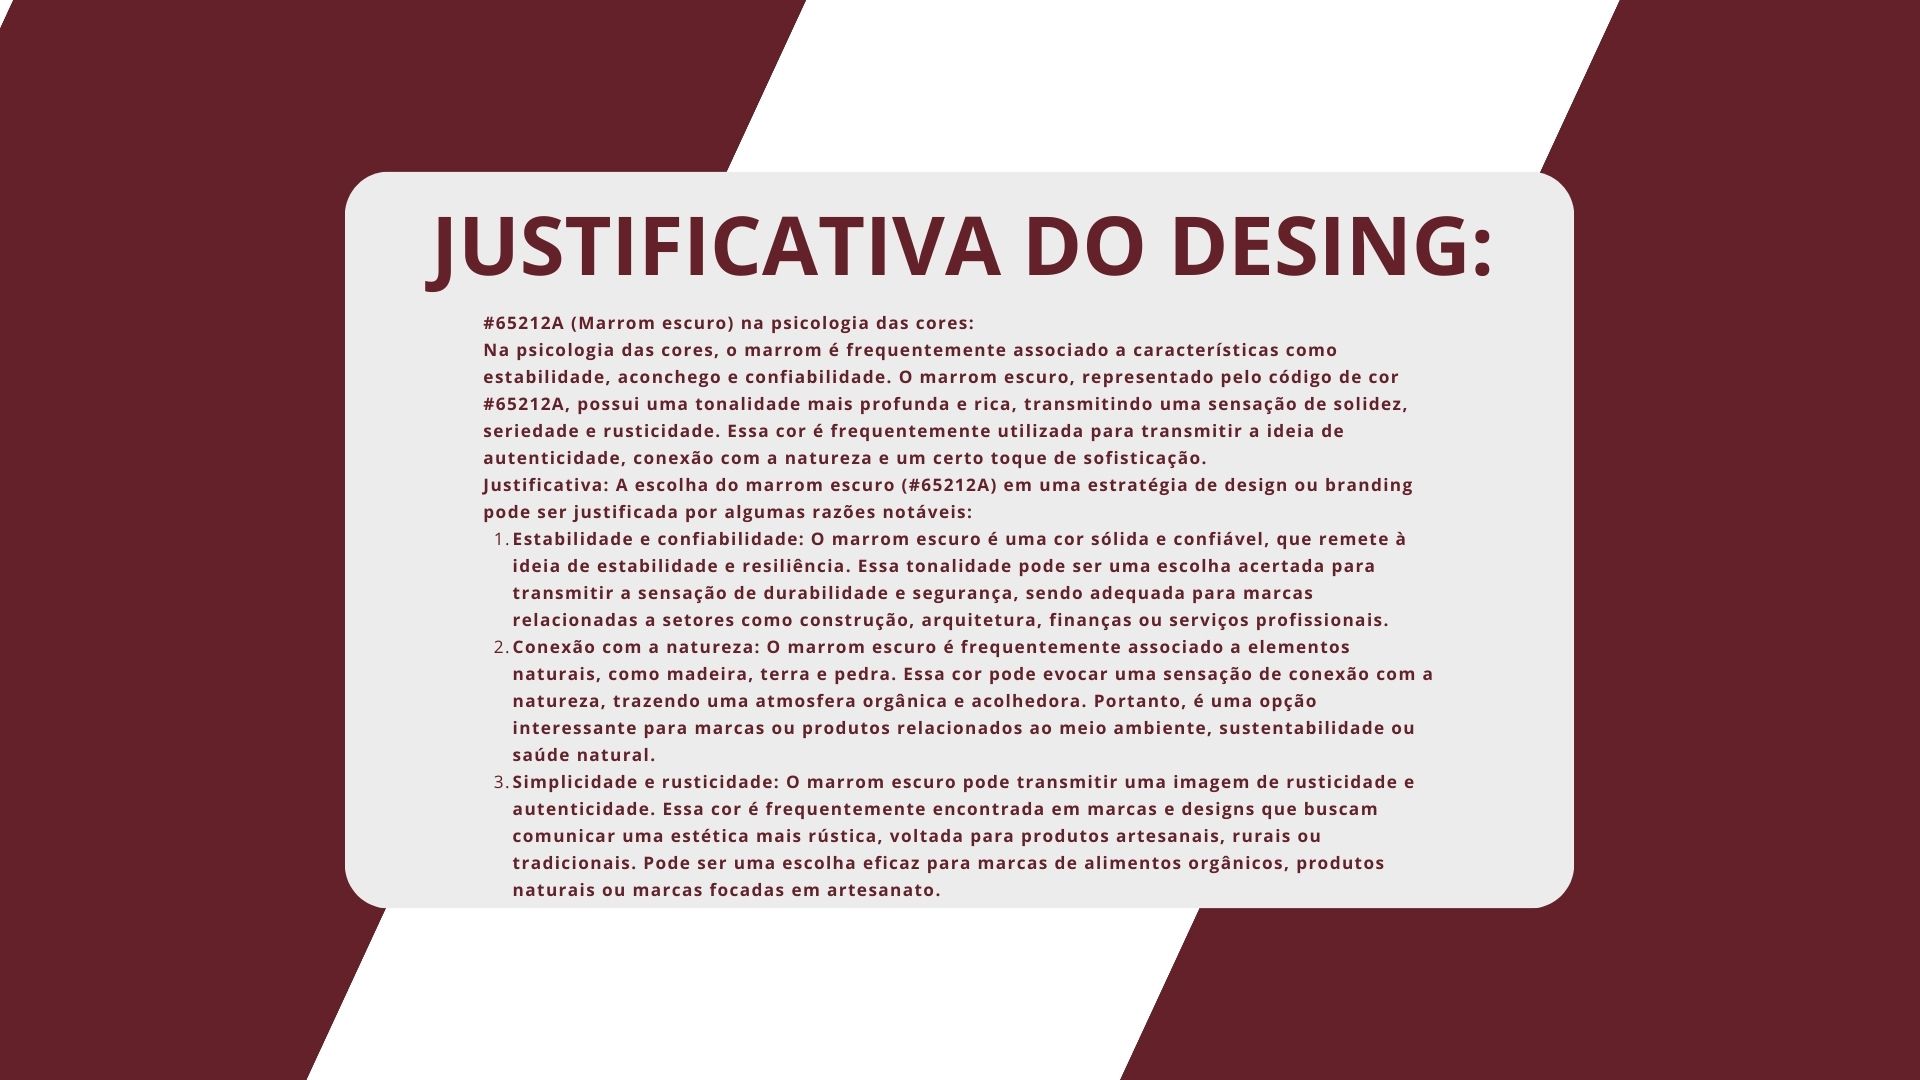 JUSTIFICATIVA DO DESING:
#65212A (Marrom escuro) na psicologia das cores:
Na psicologia das cores, o marrom é frequentemente associado a características como
estabilidade, aconchego e confiabilidade. O marrom escuro, representado pelo código de cor
#65212A, possui uma tonalidade mais profunda e rica, transmitindo uma sensação de solidez,
seriedade e rusticidade. Essa cor é frequentemente utilizada para transmitir a ideia de
autenticidade, conexão com a natureza e um certo toque de sofisticação.
Justificativa: A escolha do marrom escuro (#65212A) em uma estratégia de design ou branding
pode ser justificada por algumas razões notáveis:
1. Estabilidade e confiabilidade: O marrom escuro é uma cor sólida e confiável, que remete à
ideia de estabilidade e resiliência. Essa tonalidade pode ser uma escolha acertada para
transmitir a sensação de durabilidade e segurança, sendo adequada para marcas
relacionadas a setores como construção, arquitetura, finanças ou serviços profissionais.
2. Conexão com a natureza: O marrom escuro é frequentemente associado a elementos
naturais, como madeira, terra e pedra. Essa cor pode evocar uma sensação de conexão com a
natureza, trazendo uma atmosfera orgânica e acolhedora. Portanto, é uma opção
interessante para marcas ou produtos relacionados ao meio ambiente, sustentabilidade ou
saúde natural.
3. Simplicidade e rusticidade: O marrom escuro pode transmitir uma imagem de rusticidade e
autenticidade. Essa cor é frequentemente encontrada em marcas e designs que buscam
comunicar uma estética mais rústica, voltada para produtos artesanais, rurais ou
tradicionais. Pode ser uma escolha eficaz para marcas de alimentos orgânicos, produtos
naturais ou marcas focadas em artesanato.